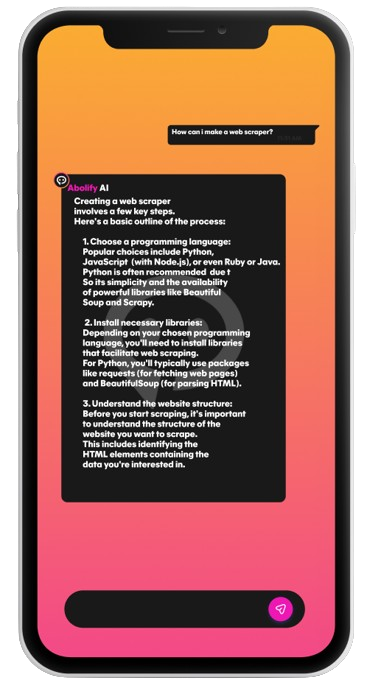 How can i make a web scraper?
Abolify AI
Creating a web scraper
involves a few key steps.
Here's a basic outline of the process:
1. Choose a programming language:
Popular choices include Python,
JavaScript (with Node.js), or even Ruby or Java.
Python is often recommended due t
So its simplicity and the availability
of powerful libraries like Beautiful
Soup and Scrapy.
2. Install necessary libraries:
Depending on your chosen programming
language, you'll need to install libraries
that facilitate web scraping.
For Python, you'll typically use packages
like requests (for fetching web pages)
and BeautifulSoup (for parsing HTML).
3. Understand the website structure:
Before you start scraping, it's important
to understand the structure of the
website you want to scrape.
This includes identifying the
HTML elements containing the
data you're interested in.